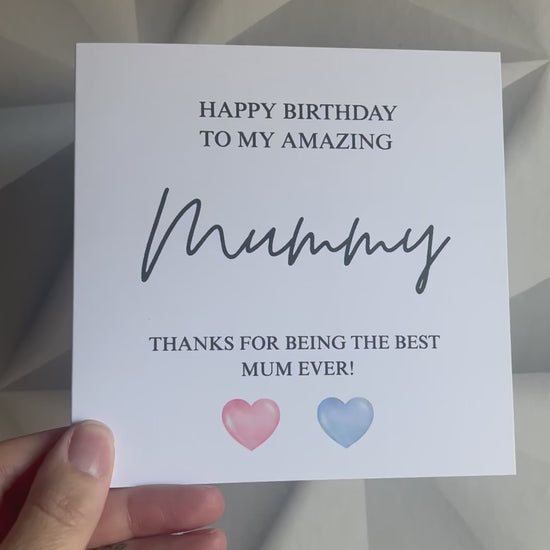 HAPPY BIRTHDAY
TO MY AMAZING
Mummy
THANKS FOR BEING THE BEST
MUM EVER!